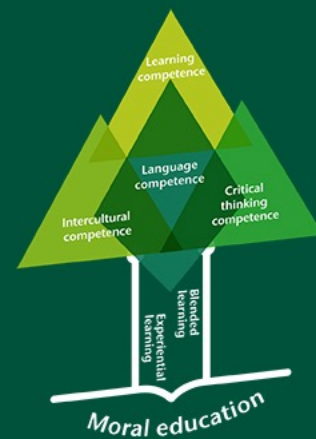 Learning
competence
Language
competence
Intercultural
competence
Critical
thinking
competence
Experiential
learning
Blended
learning
Moral education